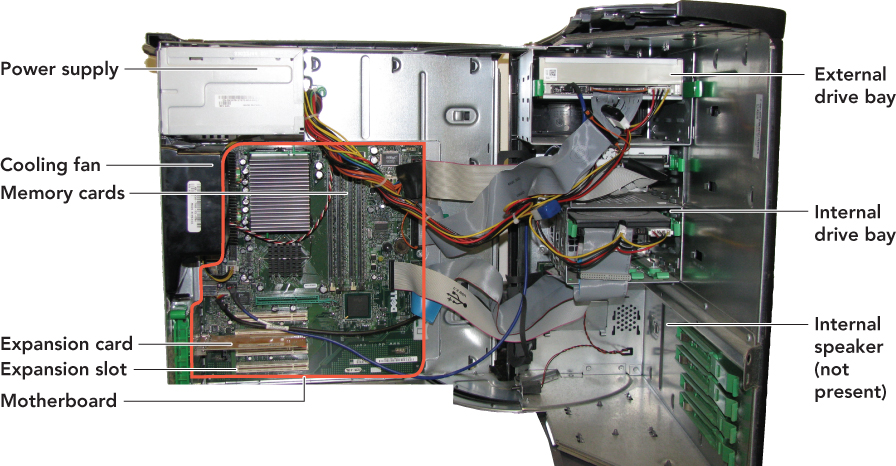 Power supply
Cooling fan
Memory cards
Expansion card
Expansion slot
Motherboard
External
drive bay
Internal
drive bay
Internal
speaker
(not
present)
DELL